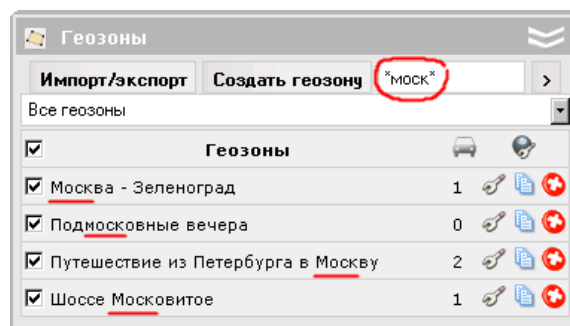 Геозоны
Импорт/экспорт Создать геозону *моск* >
Все геозоны
Геозоны
Москва - Зеленоград 1
Подмосковные вечера 0
Путешествие из Петербурга в Москву 2
Шоссе Московитое 1